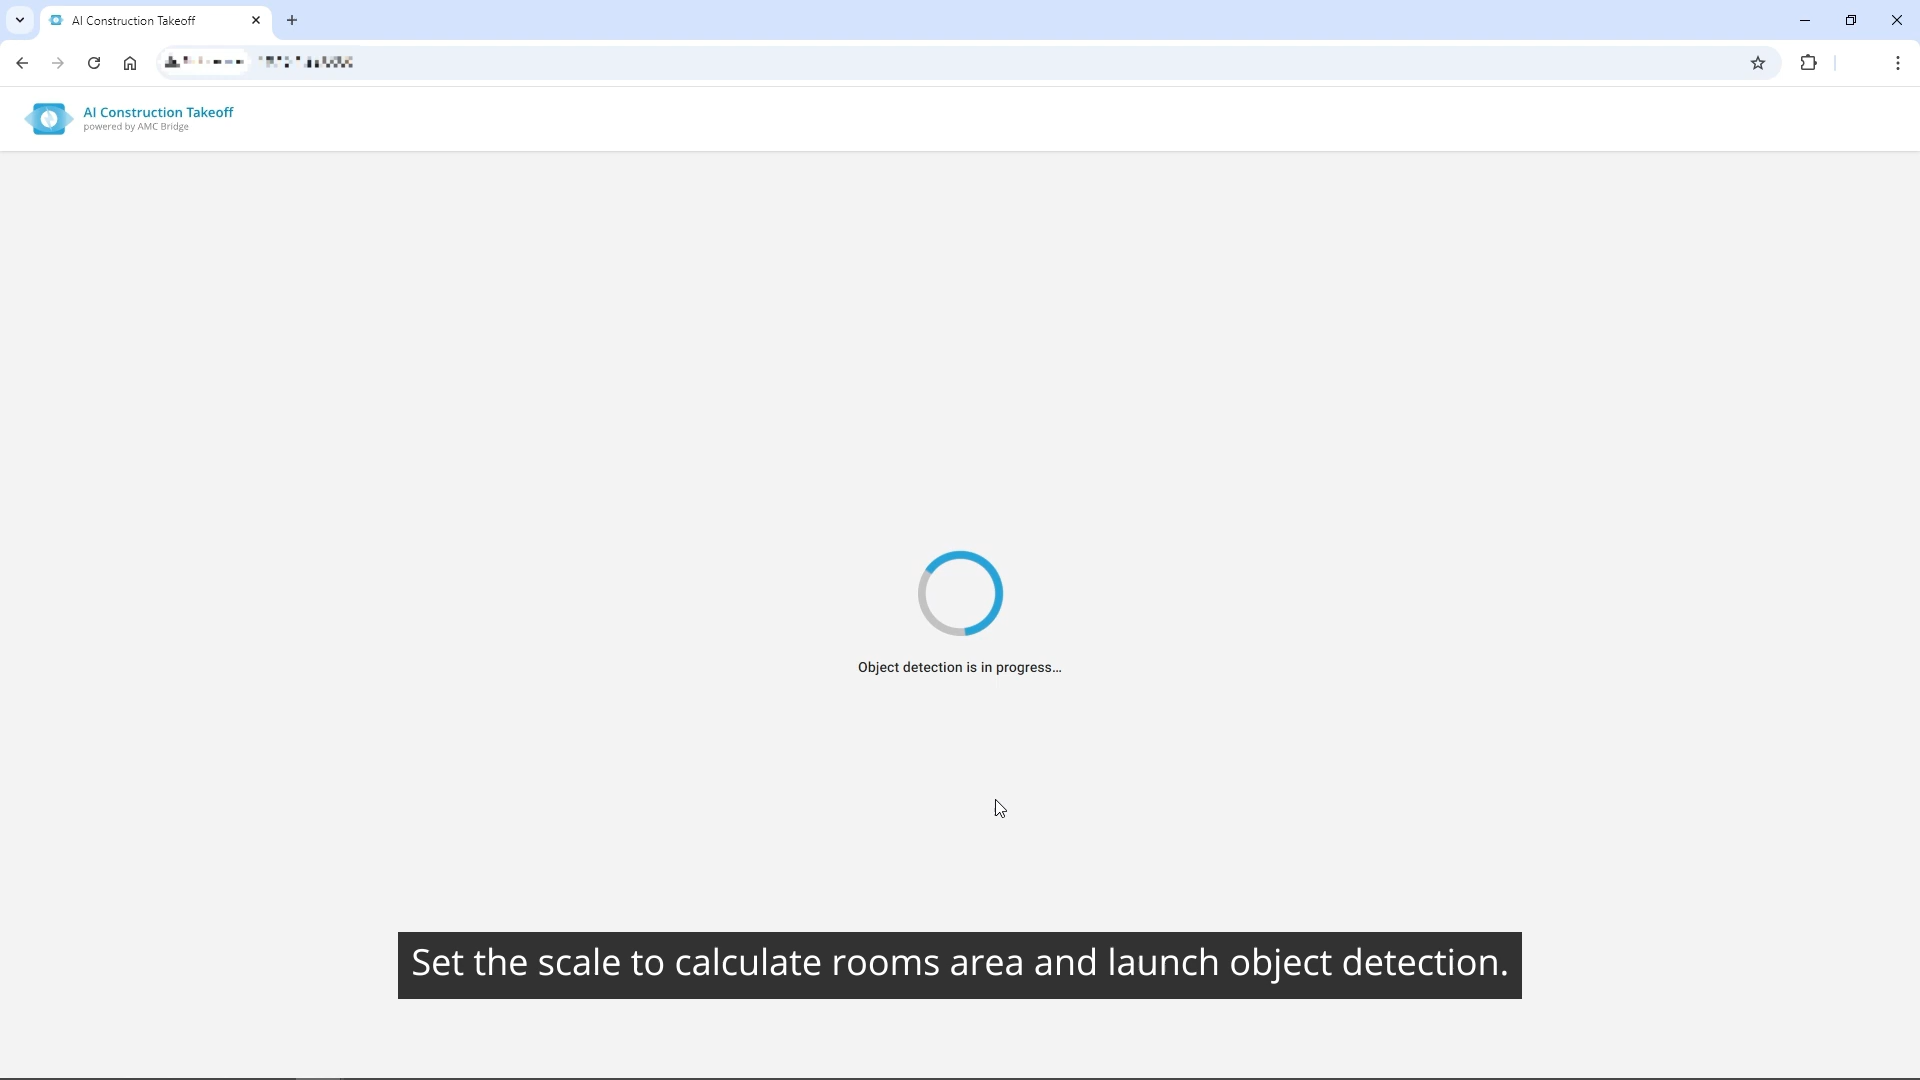 AI Construction Takeoff
AI Construction Takeoff
powered by AMC Bridge
Object detection is in progress...
Set the scale to calculate rooms area and launch object detection.